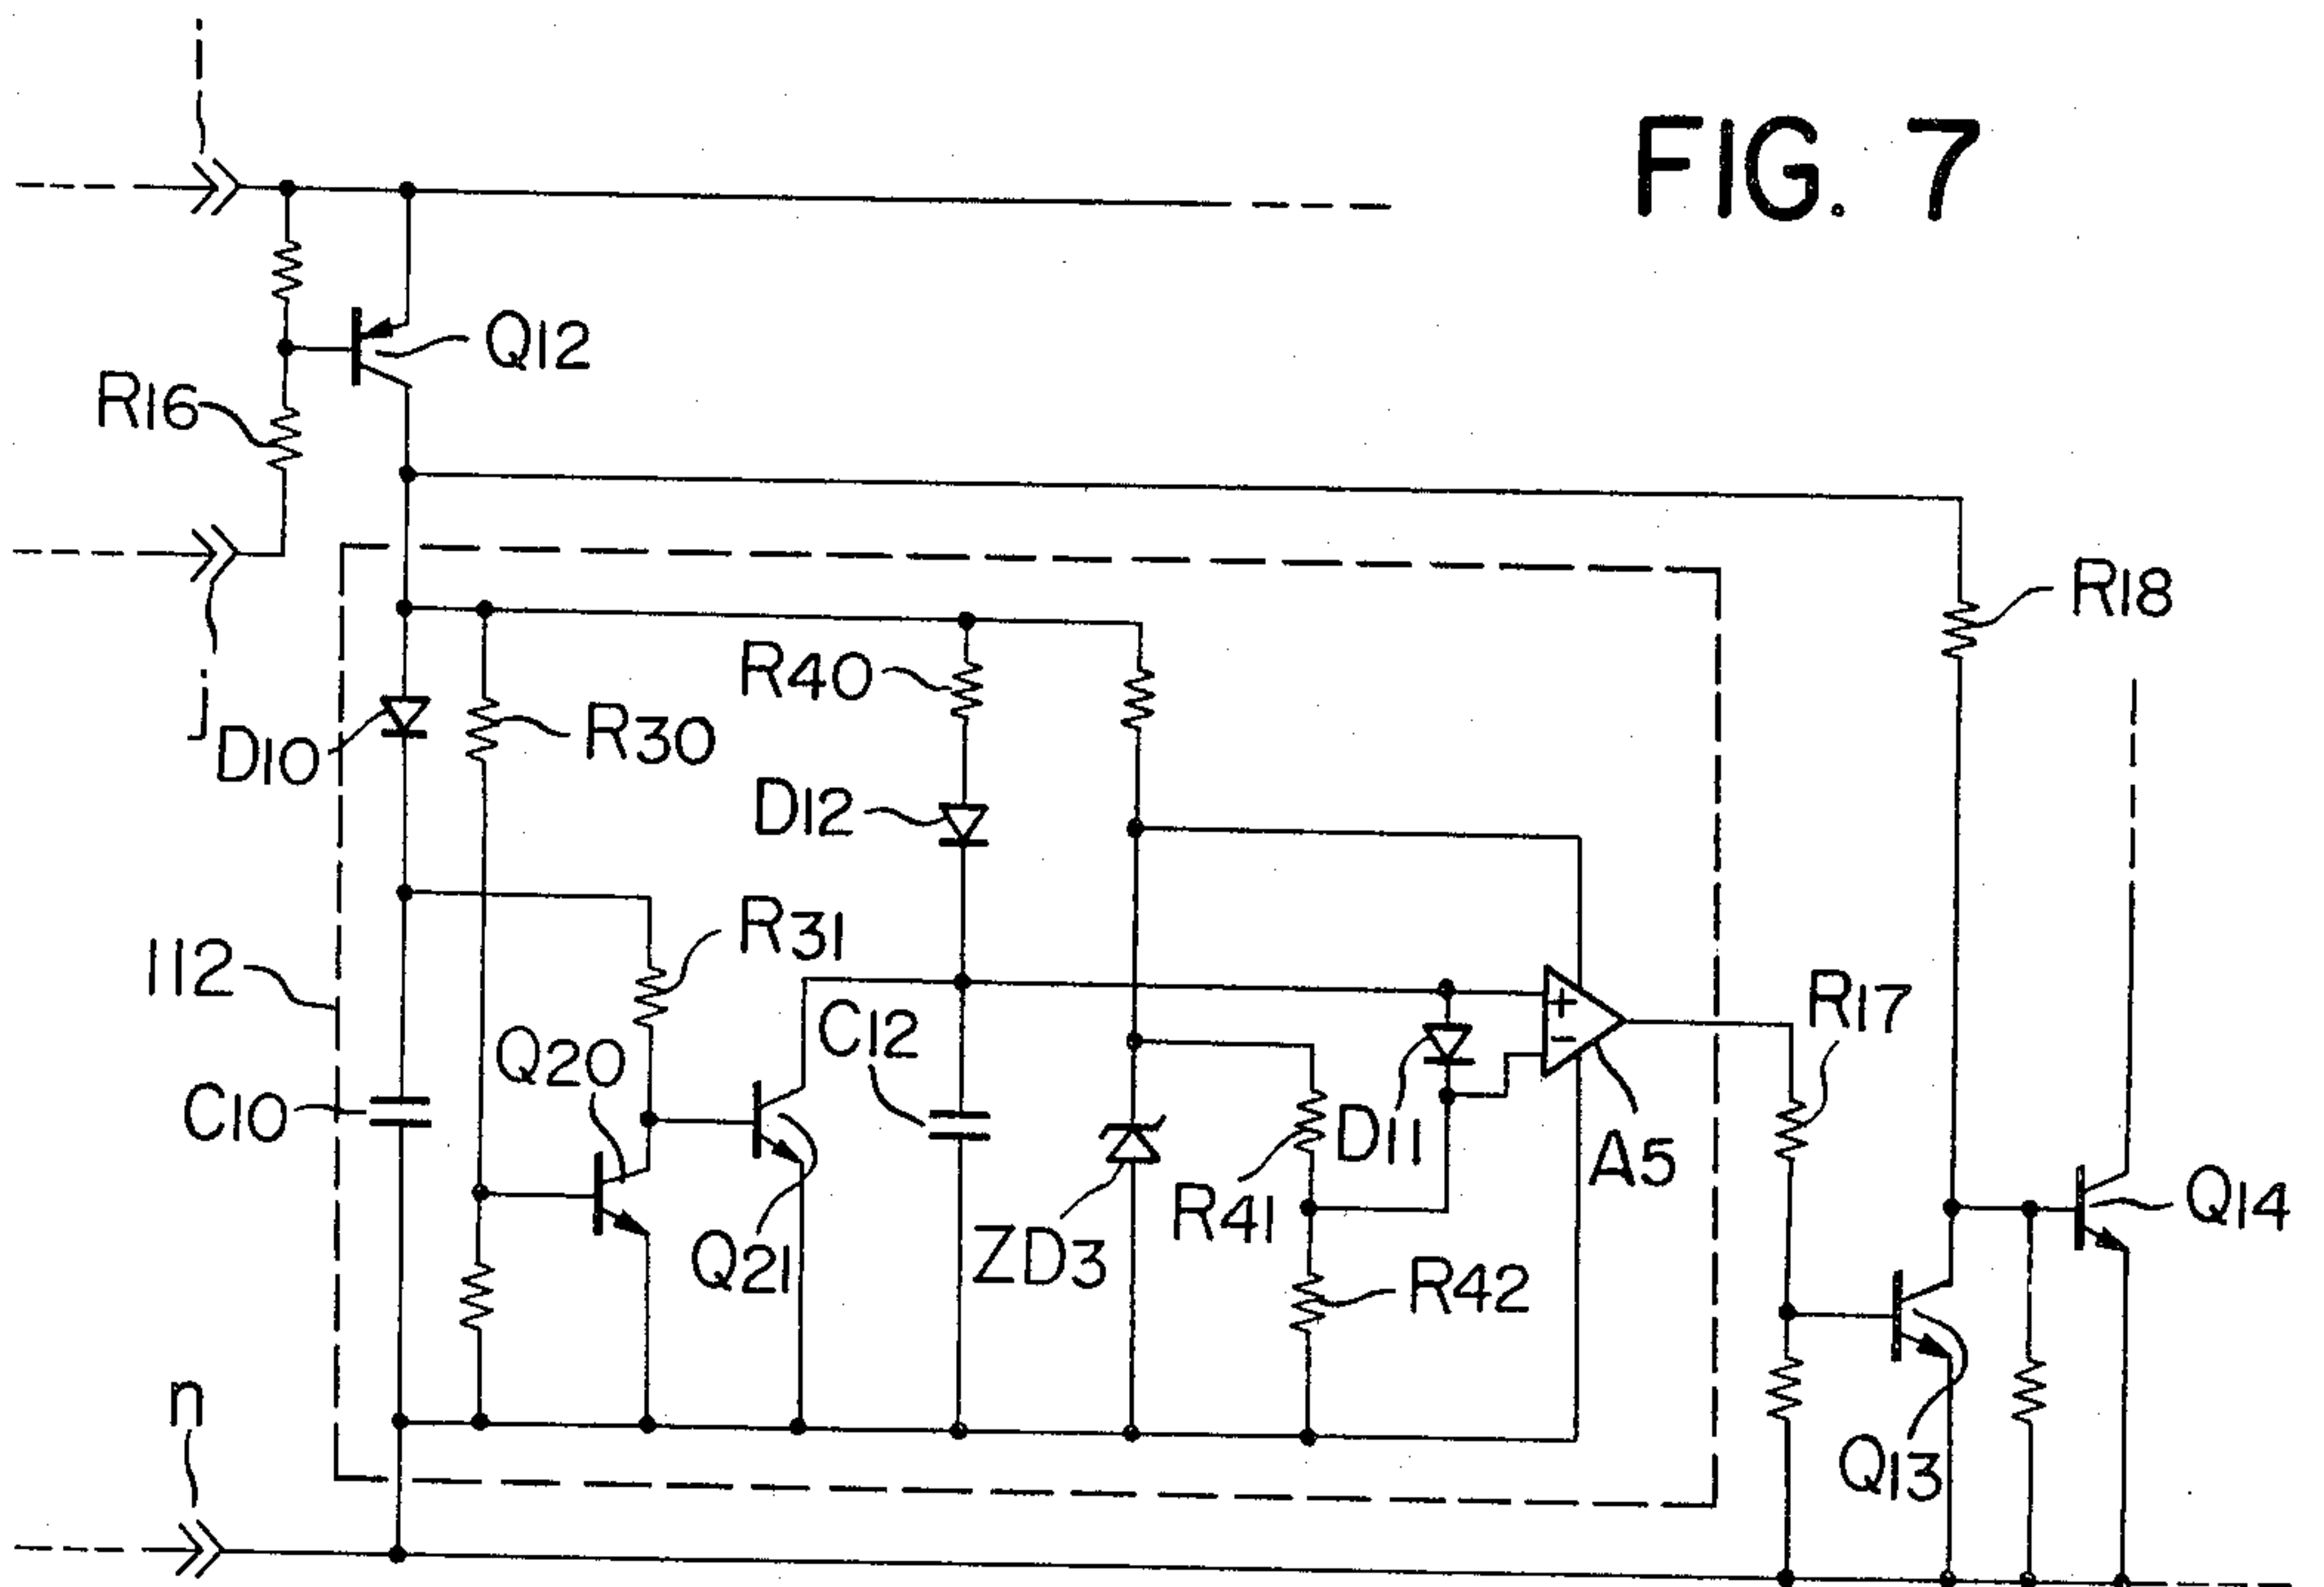 i
FIG. 7
Q12
R16
j
R18
R40
D10
R30
D12
R31
112
C12
R17
Q20
C10
D11
A5
R41
Q14
Q21
ZD3
R42
n
Q13
+
−